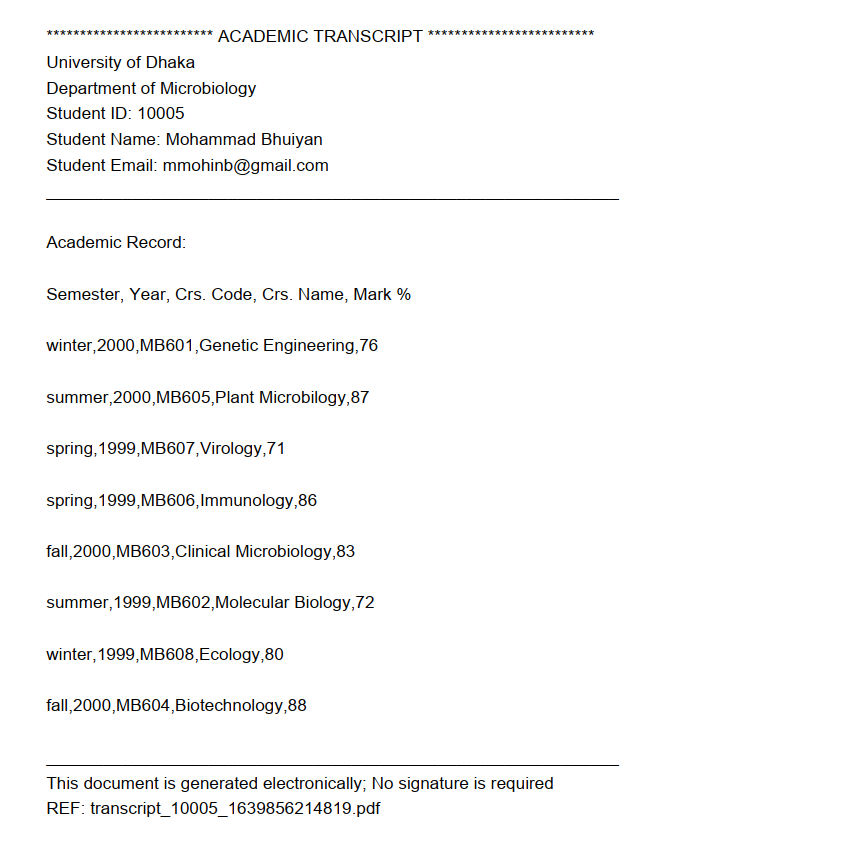 ************************* ACADEMIC TRANSCRIPT *************************
University of Dhaka
Department of Microbiology
Student ID: 10005
Student Name: Mohammad Bhuiyan
Student Email: mmohinb@gmail.com
Academic Record:
Semester, Year, Crs. Code, Crs. Name, Mark %
winter,2000,MB601,Genetic Engineering,76
summer,2000,MB605,Plant Microbilogy,87
spring,1999,MB607,Virology,71
spring,1999,MB606,Immunology,86
fall,2000,MB603,Clinical Microbiology,83
summer,1999,MB602,Molecular Biology,72
winter,1999,MB608,Ecology,80
fall,2000,MB604,Biotechnology,88
This document is generated electronically; No signature is required
REF: transcript_10005_1639856214819.pdf